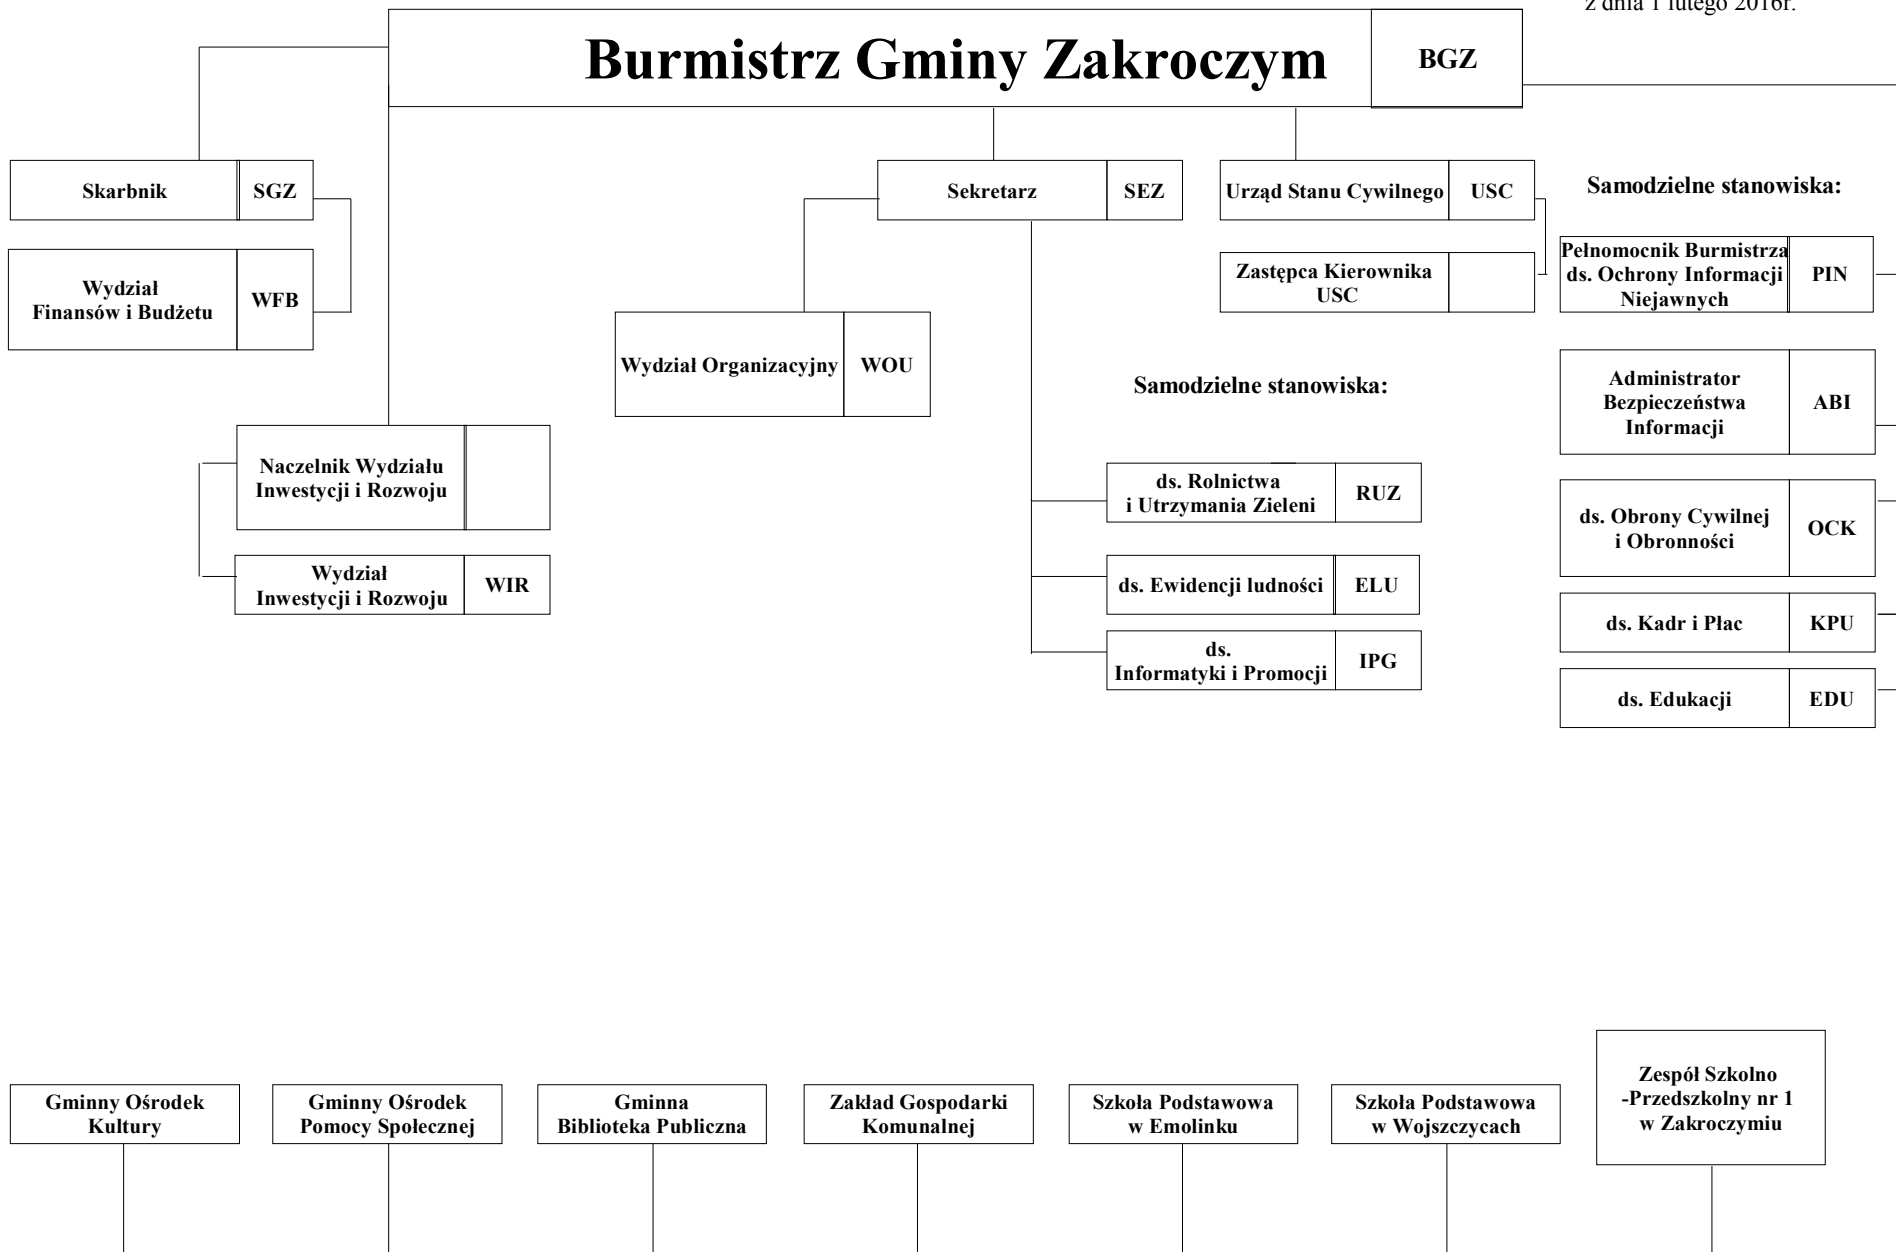 z dnia 1 lutego 2016r.
Burmistrz Gminy Zakroczym
BGZ
Skarbnik
SGZ
Wydział
Finansów i Budżetu
WFB
Naczelnik Wydziału
Inwestycji i Rozwoju
Wydział
Inwestycji i Rozwoju
WIR
Sekretarz
SEZ
Wydział Organizacyjny
WOU
Samodzielne stanowiska:
ds. Rolnictwa
i Utrzymania Zieleni
RUZ
ds. Ewidencji ludności
ELU
ds.
Informatyki i Promocji
IPG
Urząd Stanu Cywilnego
USC
Zastępca Kierownika
USC
Samodzielne stanowiska:
Pełnomocnik Burmistrza
ds. Ochrony Informacji
Niejawnych
PIN
Administrator
Bezpieczeństwa
Informacji
ABI
ds. Obrony Cywilnej
i Obronności
OCK
ds. Kadr i Płac
KPU
ds. Edukacji
EDU
Gminny Ośrodek
Kultury
Gminny Ośrodek
Pomocy Społecznej
Gminna
Biblioteka Publiczna
Zakład Gospodarki
Komunalnej
Szkoła Podstawowa
w Emolinku
Szkoła Podstawowa
w Wojszczycach
Zespół Szkolno
-Przedszkolny nr 1
w Zakroczymiu